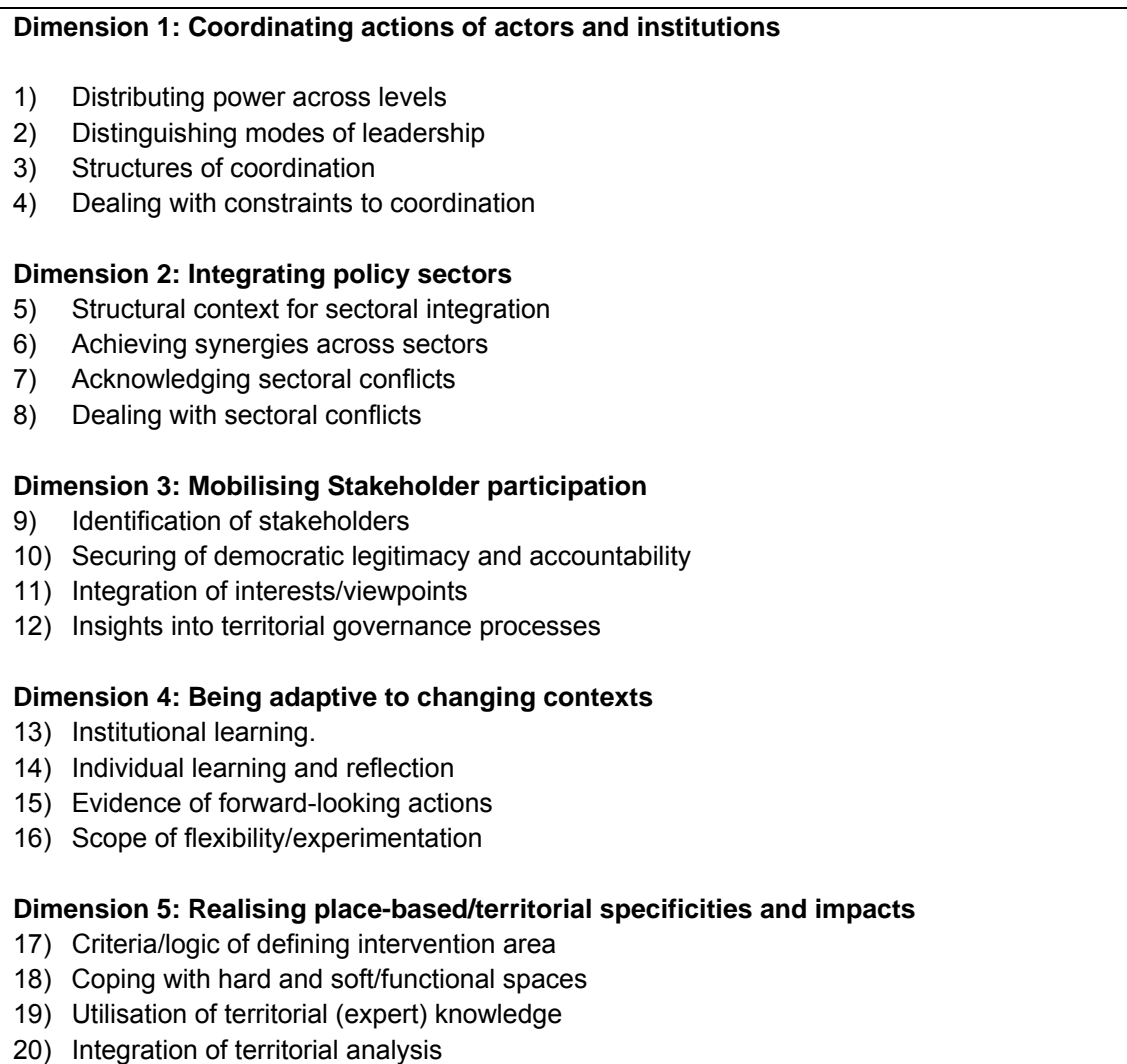 Dimension 1: Coordinating actions of actors and institutions
1) Distributing power across levels
2) Distinguishing modes of leadership
3) Structures of coordination
4) Dealing with constraints to coordination
Dimension 2: Integrating policy sectors
5) Structural context for sectoral integration
6) Achieving synergies across sectors
7) Acknowledging sectoral conflicts
8) Dealing with sectoral conflicts
Dimension 3: Mobilising Stakeholder participation
9) Identification of stakeholders
10) Securing of democratic legitimacy and accountability
11) Integration of interests/viewpoints
12) Insights into territorial governance processes
Dimension 4: Being adaptive to changing contexts
13) Institutional learning.
14) Individual learning and reflection
15) Evidence of forward-looking actions
16) Scope of flexibility/experimentation
Dimension 5: Realising place-based/territorial specificities and impacts
17) Criteria/logic of defining intervention area
18) Coping with hard and soft/functional spaces
19) Utilisation of territorial (expert) knowledge
20) Integration of territorial analysis